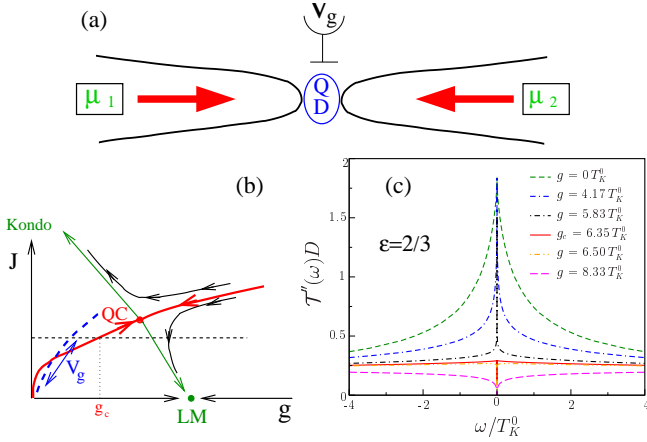 (a)
V_g
Q
D
μ_1
μ_2
(b)
Kondo
J
QC
V_g
g_c
LM
g
(c)
ε=2/3
g = 0 T_K^0
g = 4.17 T_K^0
g = 5.83 T_K^0
g_c = 6.35 T_K^0
g = 6.50 T_K^0
g = 8.33 T_K^0
𝒯''(ω)D
2
1.5
1
0.5
0
-4
-2
0
2
4
ω/T_K^0